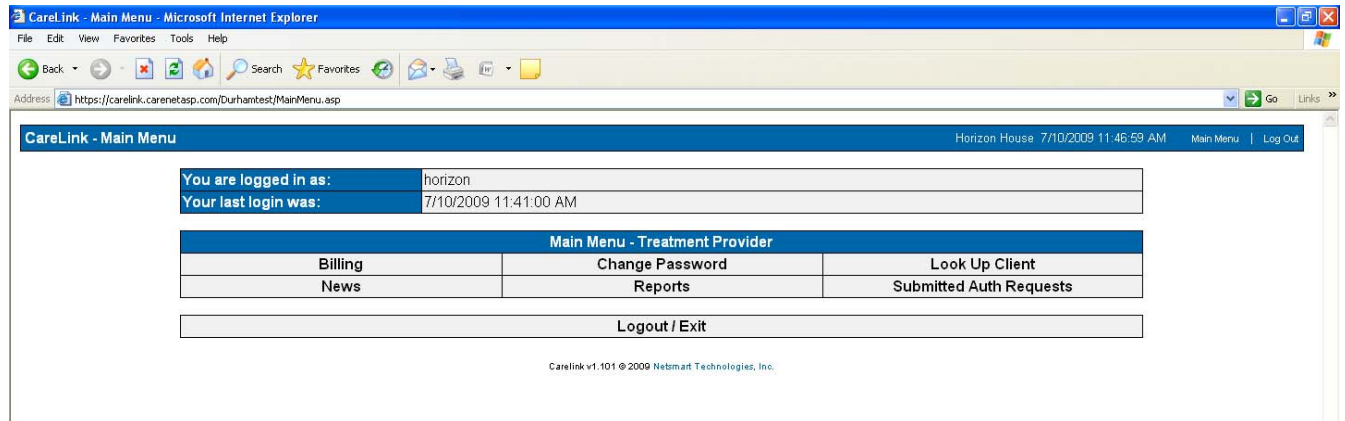 CareLink - Main Menu - Microsoft Internet Explorer
File Edit View Favorites Tools Help
Back Search Favorites
Address https://carelink.carenetasp.com/Durhamtest/MainMenu.asp Go Links »
CareLink - Main Menu Horizon House 7/10/2009 11:46:59 AM Main Menu | Log Out
You are logged in as: horizon
Your last login was: 7/10/2009 11:41:00 AM
Main Menu - Treatment Provider
Billing Change Password Look Up Client
News Reports Submitted Auth Requests
Logout / Exit
Carelink v1.101 © 2009 Netsmart Technologies, Inc.